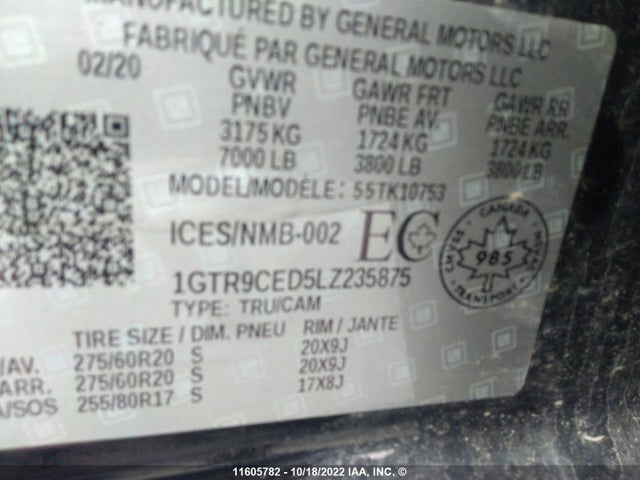 MANUFACTURED BY GENERAL MOTORS LLC
FABRIQUÉ PAR GENERAL MOTORS LLC
02/20 GVWR GAWR FRT GAWR RR
PNBV PNBE AV. PNBE ARR.
3175 KG 1724 KG 1724 KG
7000 LB 3800 LB 3800 LB
MODEL/MODÈLE: 55TK10753
ICES/NMB-002 EC
CANADA
985
TRANSPORT
1GTR9CED5LZ235875
TYPE: TRU/CAM
TIRE SIZE / DIM. PNEU RIM / JANTE
/AV. 275/60R20 S 20X9J
ARR. 275/60R20 S 20X9J
A/SOS 255/80R17 S 17X8J
11605782 - 10/18/2022 IAA, INC. ©